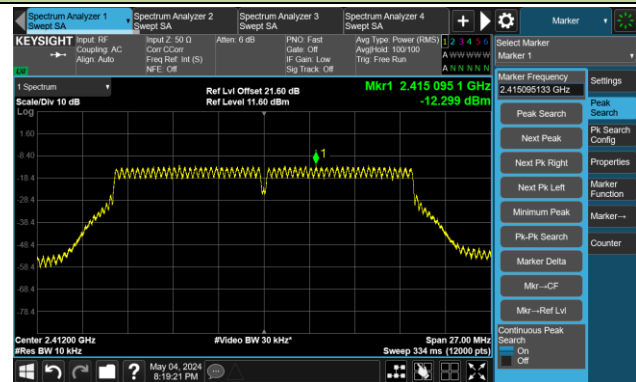 Spectrum Analyzer 1
Swept SA
Spectrum Analyzer 2
Swept SA
Spectrum Analyzer 3
Swept SA
Spectrum Analyzer 4
Swept SA
Marker
KEYSIGHT
Input: RF
Coupling: AC
Align: Auto
Input Z: 50 Ω
Corr CCorr
Freq Ref: Int (S)
NFE: Off
Atten: 6 dB
PNO: Fast
Gate: Off
IF Gain: Low
Sig Track: Off
Avg Type: Power (RMS)
Avg|Hold: 100/100
Trig: Free Run
1 2 3 4 5 6
A W W W W W
A N N N N N
LXI
Select Marker
Marker 1
1 Spectrum
Scale/Div 10 dB
Log
Ref Lvl Offset 21.60 dB
Ref Level 11.60 dBm
Mkr1 2.415 095 1 GHz
-12.299 dBm
1.60
-8.40
-18.4
-28.4
-38.4
-48.4
-58.4
-68.4
-78.4
1
Center 2.41200 GHz
#Res BW 10 kHz
#Video BW 30 kHz*
Span 27.00 MHz
Sweep 334 ms (12000 pts)
Marker Frequency
2.415095133 GHz
Peak Search
Next Peak
Next Pk Right
Next Pk Left
Minimum Peak
Pk-Pk Search
Marker Delta
Mkr→CF
Mkr→Ref Lvl
Continuous Peak
Search
On
Off
Settings
Peak
Search
Pk Search
Config
Properties
Marker
Function
Marker→
Counter
May 04, 2024
8:19:21 PM